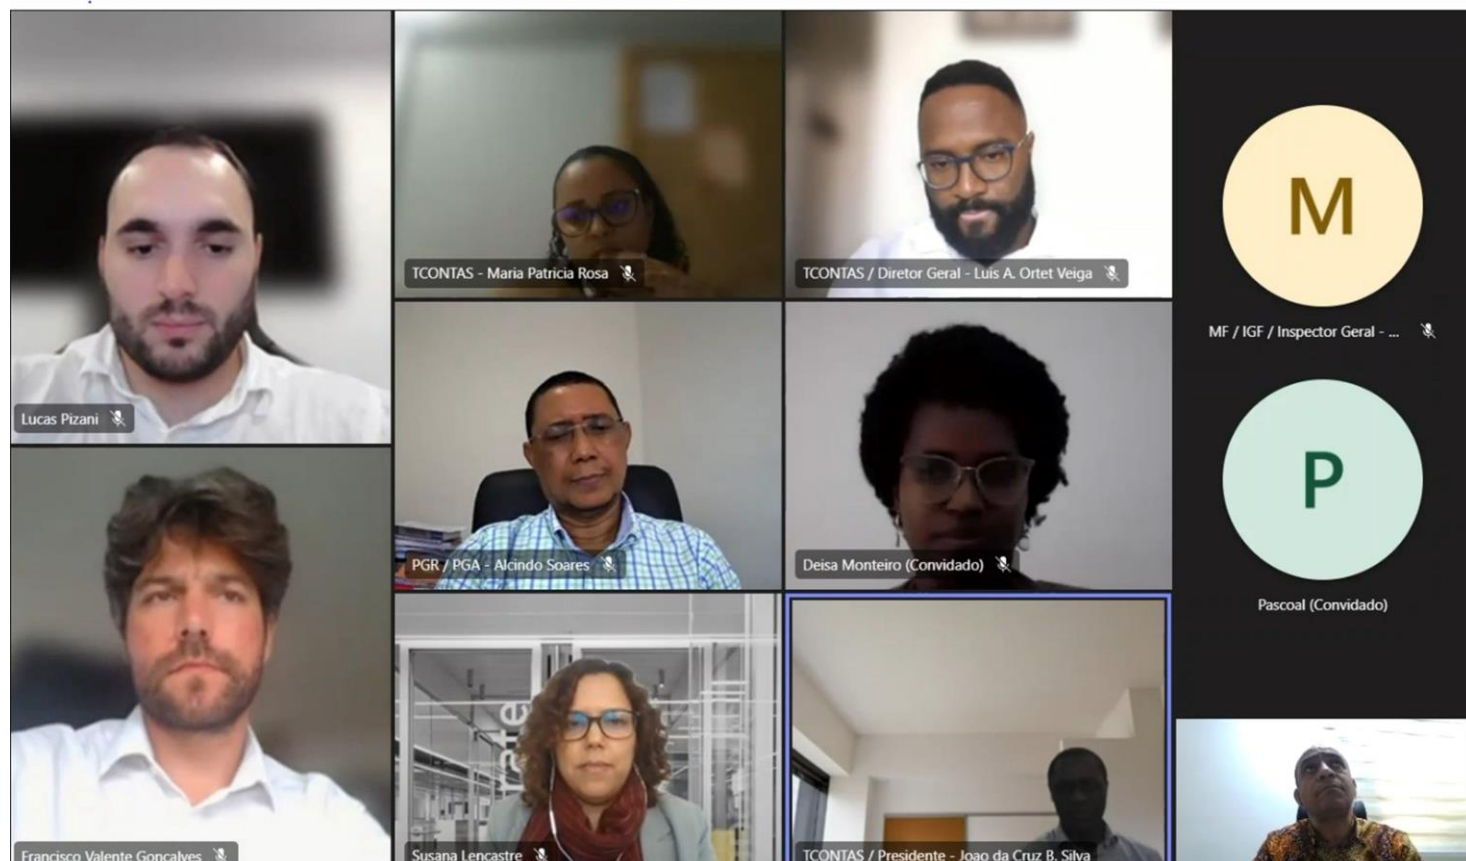 Lucas Pizani
TCONTAS - Maria Patricia Rosa
TCONTAS / Diretor Geral - Luis A. Ortet Veiga
M
MF / IGF / Inspector Geral - ...
PGR / PGA - Alcindo Soares
Deisa Monteiro (Convidado)
P
Pascoal (Convidado)
Francisco Valente Gonçalves
Susana Lencastre
TCONTAS / Presidente - Joao da Cruz B. Silva